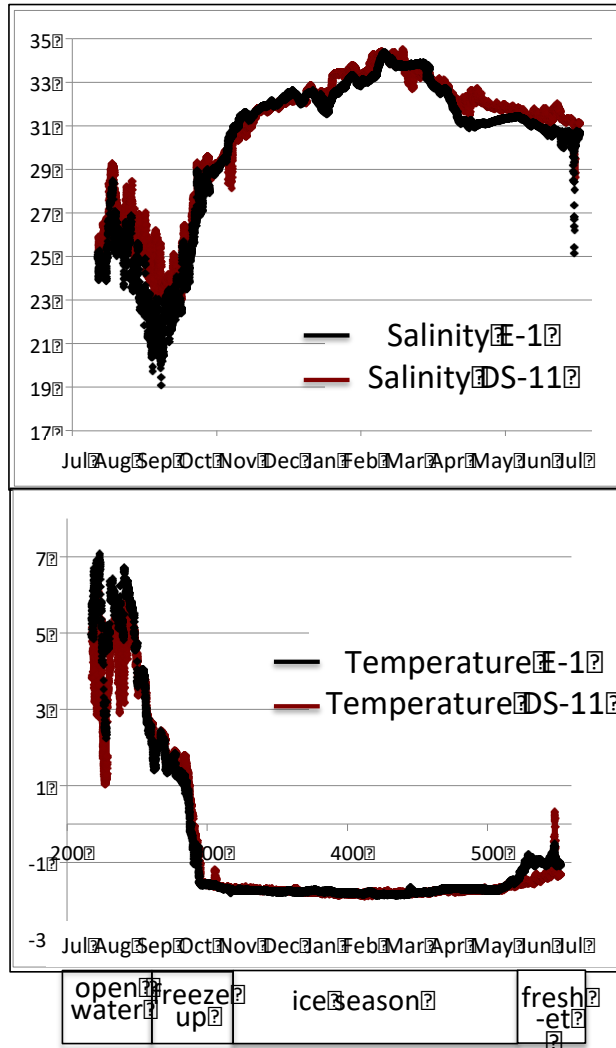 35
33
31
29
27
25
23
21
19
17
Salinity E-1
Salinity DS-11
Jul Aug Sep Oct Nov Dec Jan Feb Mar Apr May Jun Jul
7
5
3
1
-1
-3
Temperature E-1
Temperature DS-11
200 300 400 500
Jul Aug Sep Oct Nov Dec Jan Feb Mar Apr May Jun Jul
open water
freeze up
ice season
fresh -et